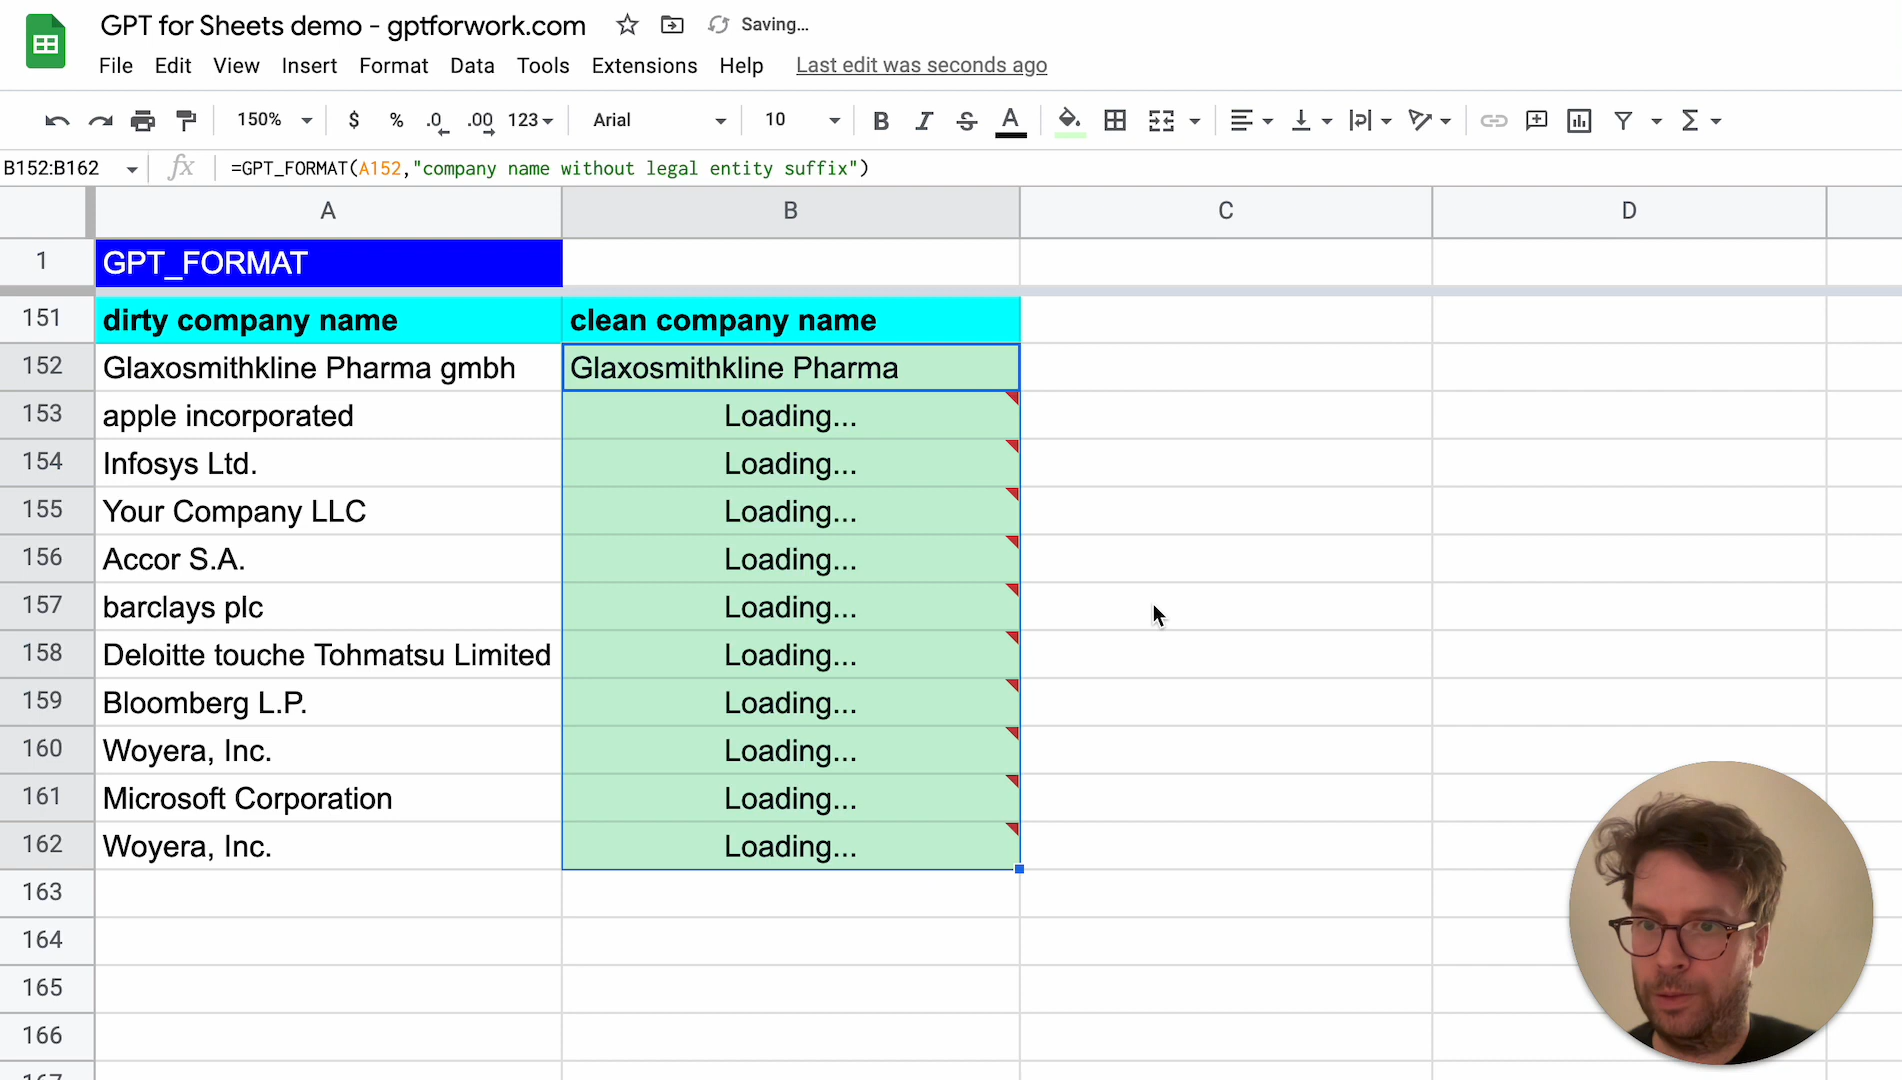 GPT for Sheets demo - gptforwork.com Saving...
File Edit View Insert Format Data Tools Extensions Help Last edit was seconds ago
150% $ % .0 .00 123 Arial 10 B I S A Σ
B152:B162 fx =GPT_FORMAT(A152,"company name without legal entity suffix")
A B C D
1 GPT_FORMAT
151 dirty company name clean company name
152 Glaxosmithkline Pharma gmbh Glaxosmithkline Pharma
153 apple incorporated Loading...
154 Infosys Ltd. Loading...
155 Your Company LLC Loading...
156 Accor S.A. Loading...
157 barclays plc Loading...
158 Deloitte touche Tohmatsu Limited Loading...
159 Bloomberg L.P. Loading...
160 Woyera, Inc. Loading...
161 Microsoft Corporation Loading...
162 Woyera, Inc. Loading...
163
164
165
166
167